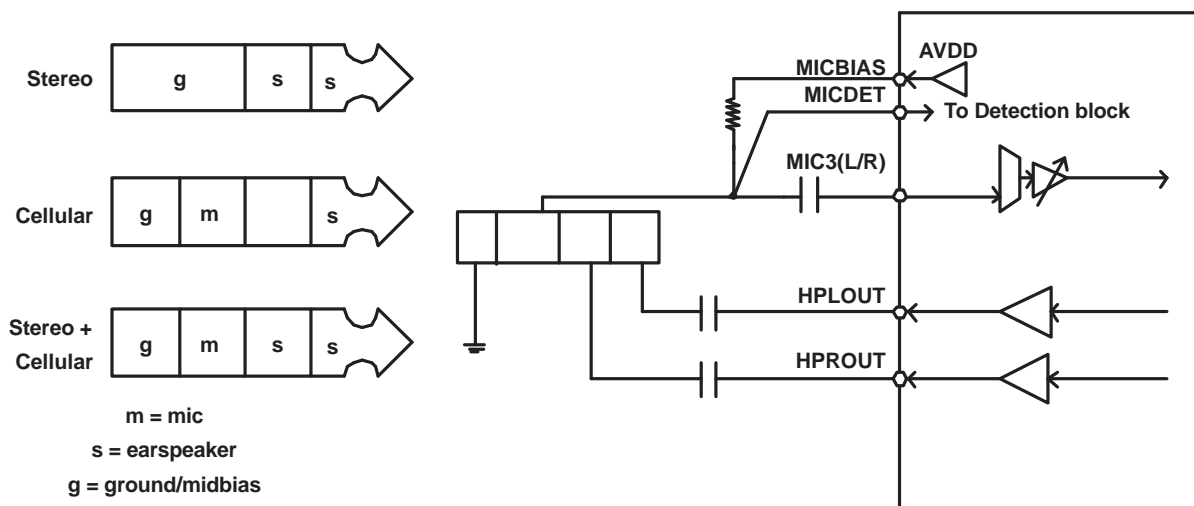 Stereo
g
s
s
Cellular
g
m
s
Stereo +
Cellular
g
m
s
s
m = mic
s = earspeaker
g = ground/midbias
AVDD
MICBIAS
MICDET
To Detection block
MIC3(L/R)
HPLOUT
HPROUT